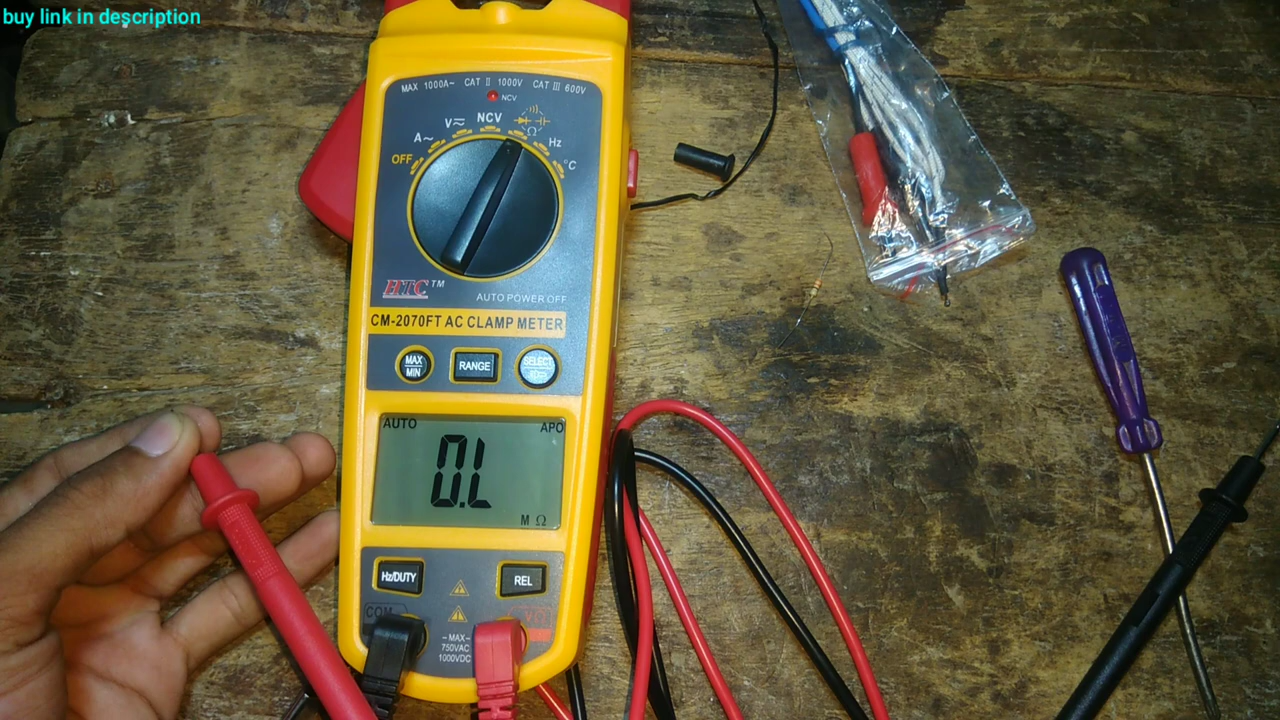 buy link in description
MAX 1000A~ CAT II 1000V CAT III 600V
NCV
OFF A~ V⎓ NCV Ω Hz °C
HTC™
AUTO POWER OFF
CM-2070FT AC CLAMP METER
MAX
MIN
RANGE
SELECT
AUTO
APO
0.L
M Ω
Hz/DUTY
REL
COM
-MAX-
750VAC
1000VDC